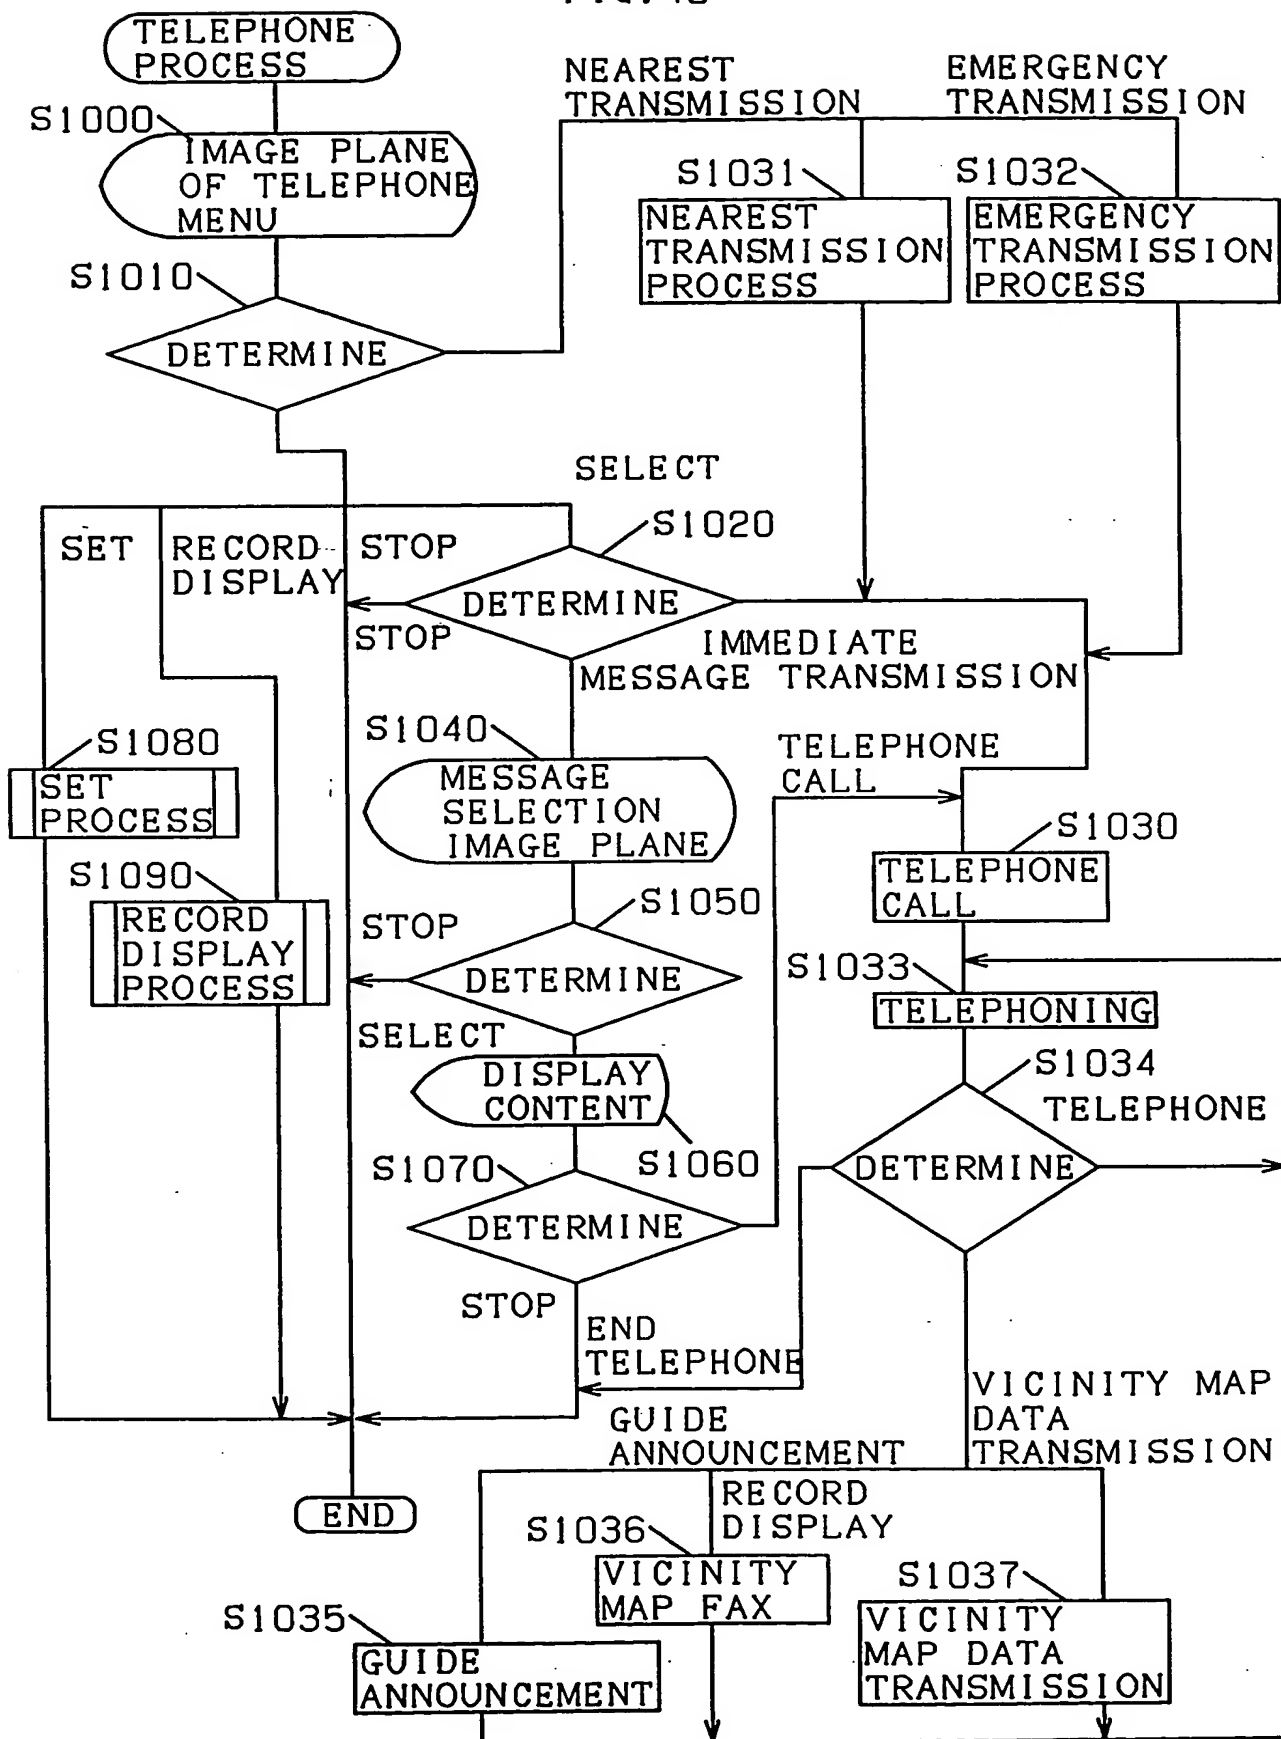 TELEPHONE
PROCESS
NEAREST
TRANSMISSION
EMERGENCY
TRANSMISSION
S1000
IMAGE PLANE
OF TELEPHONE
MENU
S1031
S1032
NEAREST
TRANSMISSION
PROCESS
EMERGENCY
TRANSMISSION
PROCESS
S1010
DETERMINE
SELECT
S1020
SET
RECORD
DISPLAY
STOP
DETERMINE
STOP
IMMEDIATE
MESSAGE TRANSMISSION
S1040
S1080
SET
PROCESS
MESSAGE
SELECTION
IMAGE PLANE
TELEPHONE
CALL
S1030
TELEPHONE
CALL
S1090
RECORD
DISPLAY
PROCESS
S1050
STOP
DETERMINE
S1033
TELEPHONING
SELECT
DISPLAY
CONTENT
S1060
S1034
TELEPHONE
DETERMINE
S1070
DETERMINE
STOP
END
TELEPHONE
GUIDE
ANNOUNCEMENT
VICINITY MAP
DATA
TRANSMISSION
END
RECORD
DISPLAY
S1036
VICINITY
MAP FAX
S1037
VICINITY
MAP DATA
TRANSMISSION
S1035
GUIDE
ANNOUNCEMENT